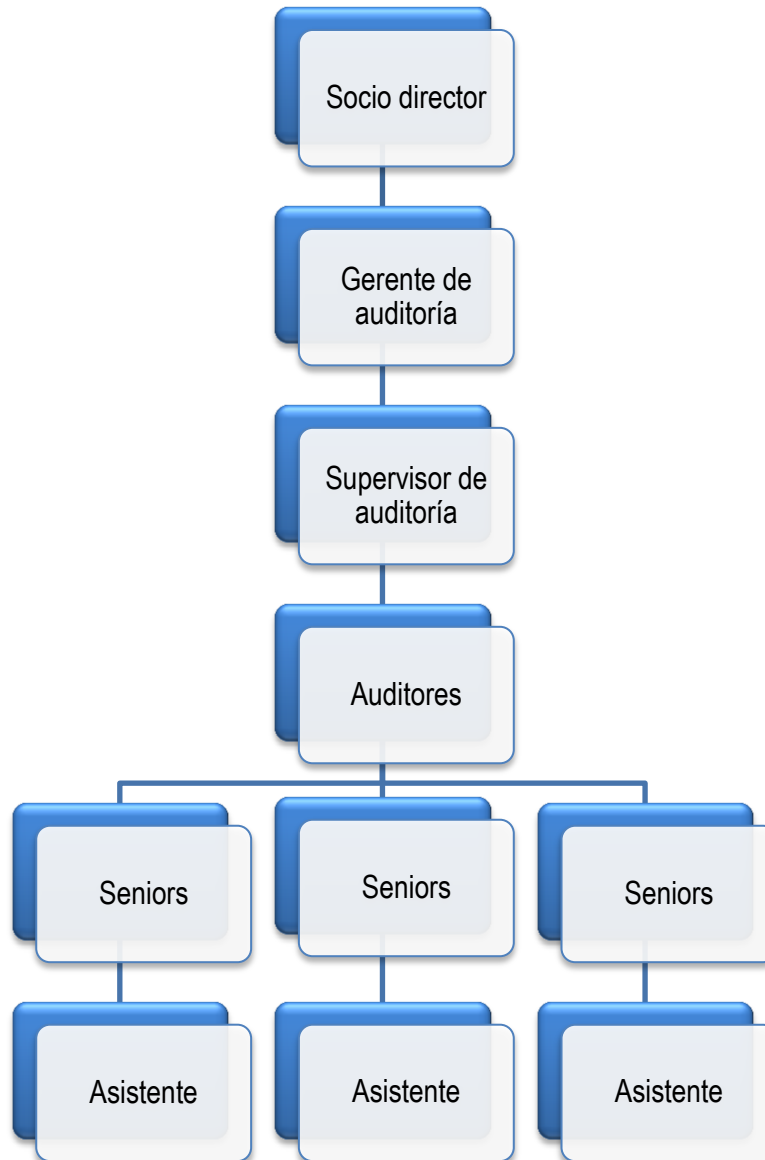 Socio director
Gerente de
auditoría
Supervisor de
auditoría
Auditores
Seniors
Seniors
Seniors
Asistente
Asistente
Asistente